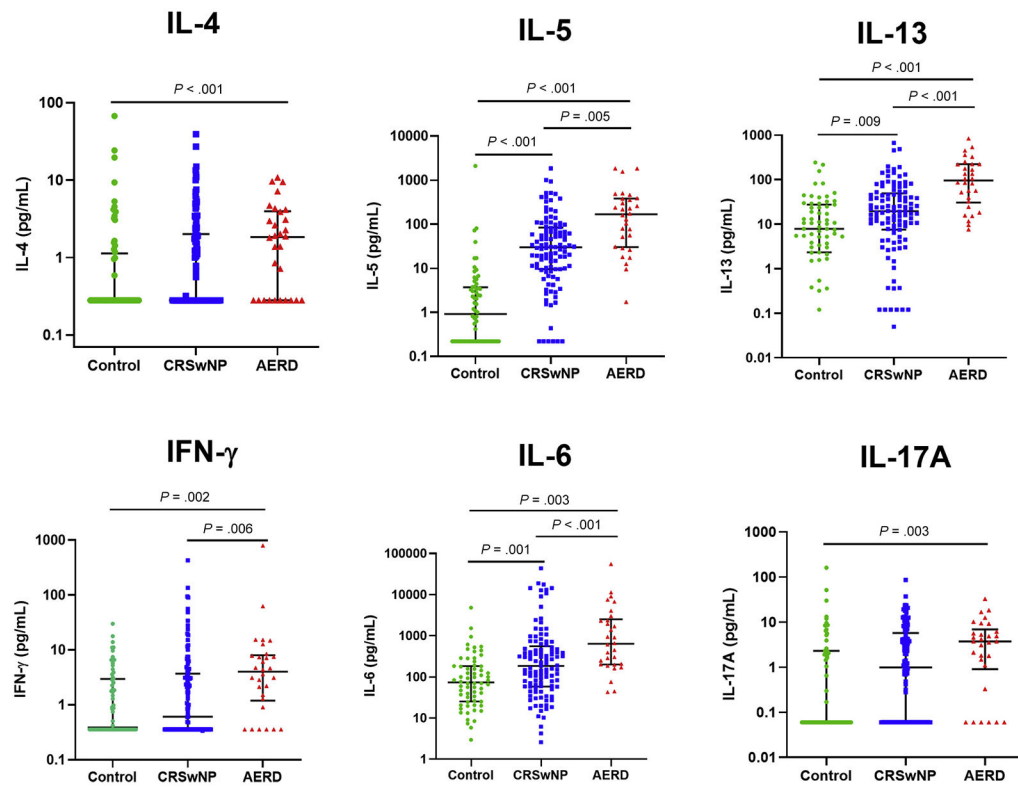 IL-4
P < .001
IL-4 (pg/mL)
100
10
1
0.1
Control CRSwNP AERD
IL-5
P < .001
P = .005
P < .001
IL-5 (pg/mL)
10000
1000
100
10
1
0.1
Control CRSwNP AERD
IL-13
P < .001
P < .001
P = .009
IL-13 (pg/mL)
1000
100
10
1
0.1
0.01
Control CRSwNP AERD
IFN-γ
P = .002
P = .006
IFN-γ (pg/mL)
1000
100
10
1
0.1
Control CRSwNP AERD
IL-6
P = .003
P < .001
P = .001
IL-6 (pg/mL)
100000
10000
1000
100
10
1
Control CRSwNP AERD
IL-17A
P = .003
IL-17A (pg/mL)
1000
100
10
1
0.1
0.01
Control CRSwNP AERD